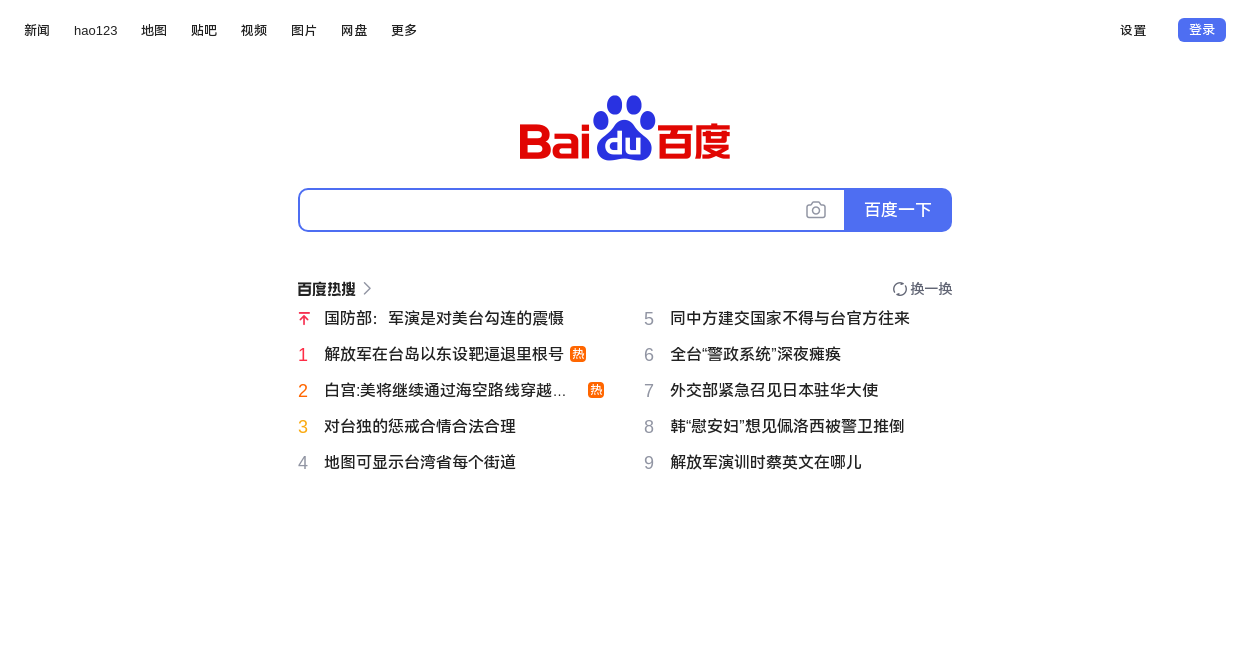 新闻 hao123 地图 贴吧 视频 图片 网盘 更多 设置 登录
Bai du 百度
百度一下
百度热搜 换一换
国防部：军演是对美台勾连的震慑
1 解放军在台岛以东设靶逼退里根号 热
2 白宫:美将继续通过海空路线穿越... 热
3 对台独的惩戒合情合法合理
4 地图可显示台湾省每个街道
5 同中方建交国家不得与台官方往来
6 全台“警政系统”深夜瘫痪
7 外交部紧急召见日本驻华大使
8 韩“慰安妇”想见佩洛西被警卫推倒
9 解放军演训时蔡英文在哪儿